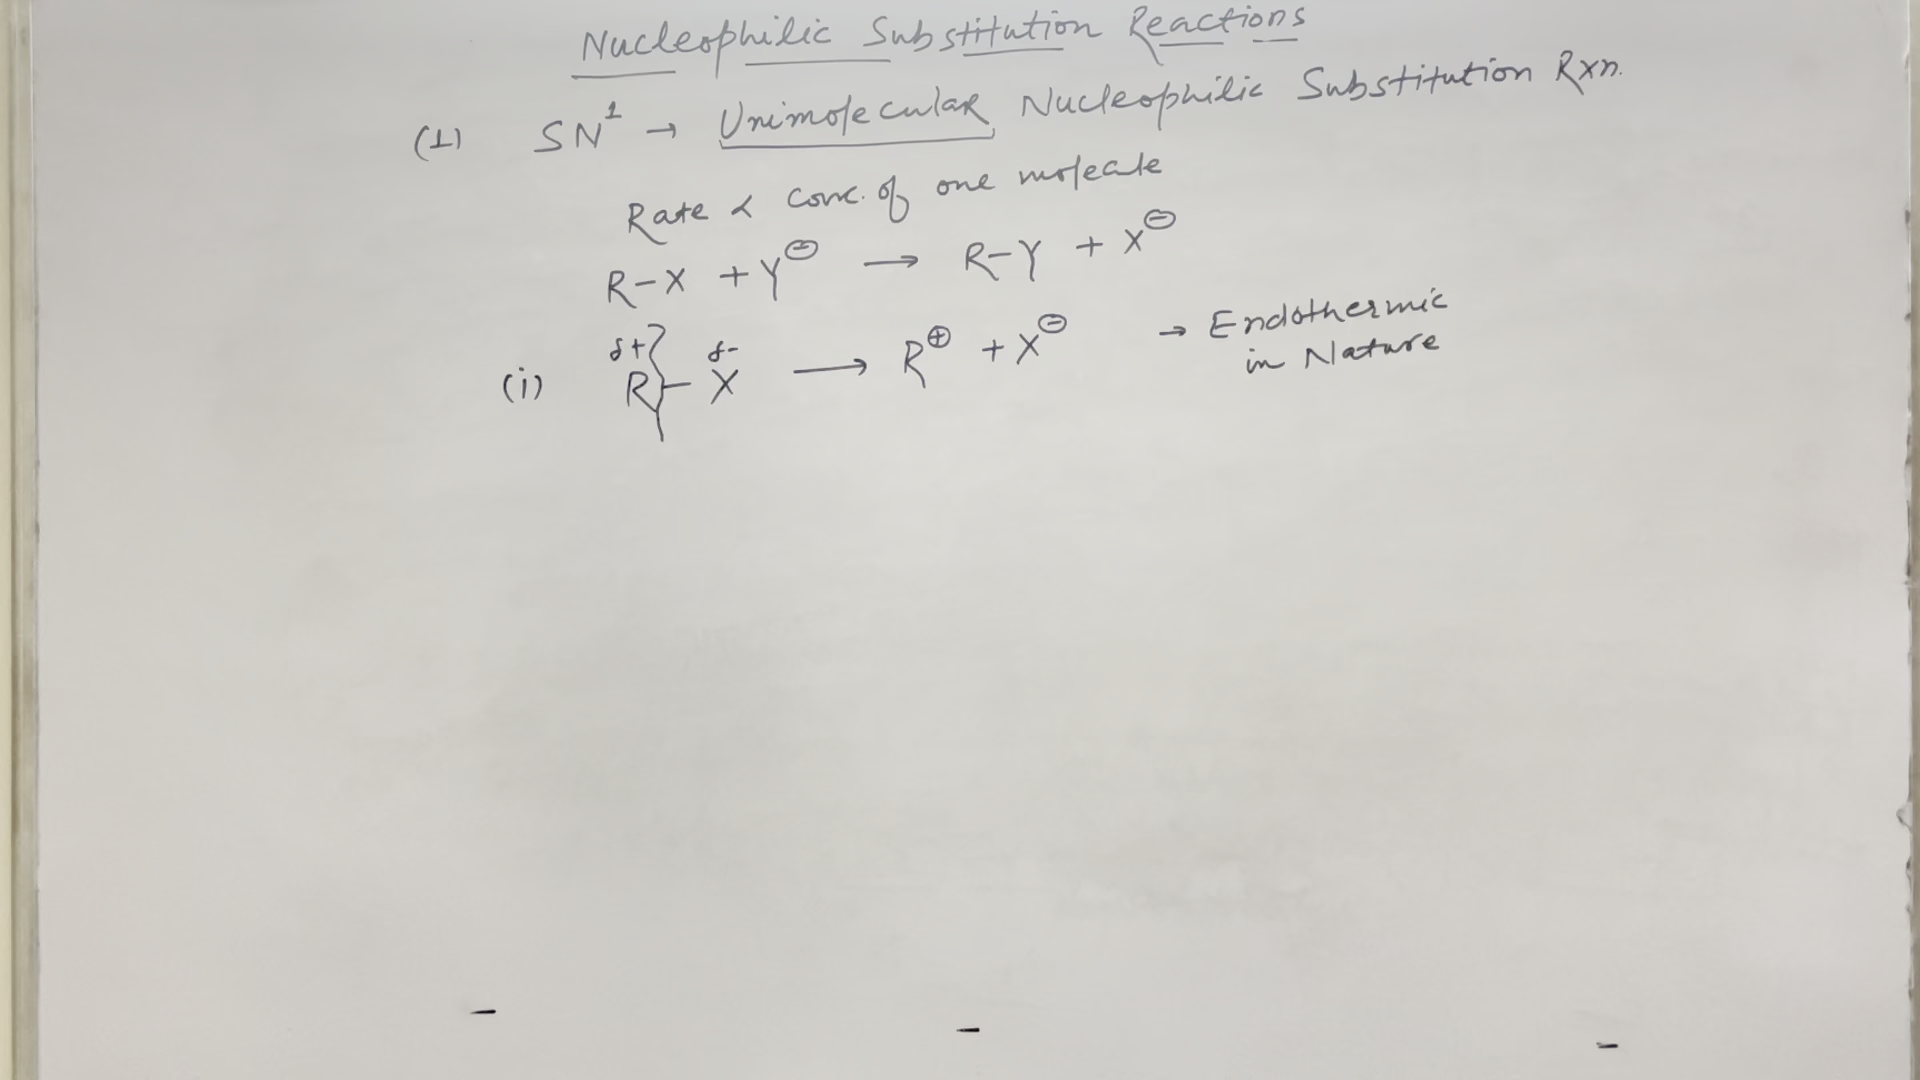 Nucleophilic Substitution Reactions
(1) SN¹ → Unimolecular Nucleophilic Substitution Rxn.
Rate α conc. of one molecule
R-X + Y⊖ → R-Y + X⊖
(i) δ+ R - X δ- → R⊕ + X⊖ → Endothermic
in Nature